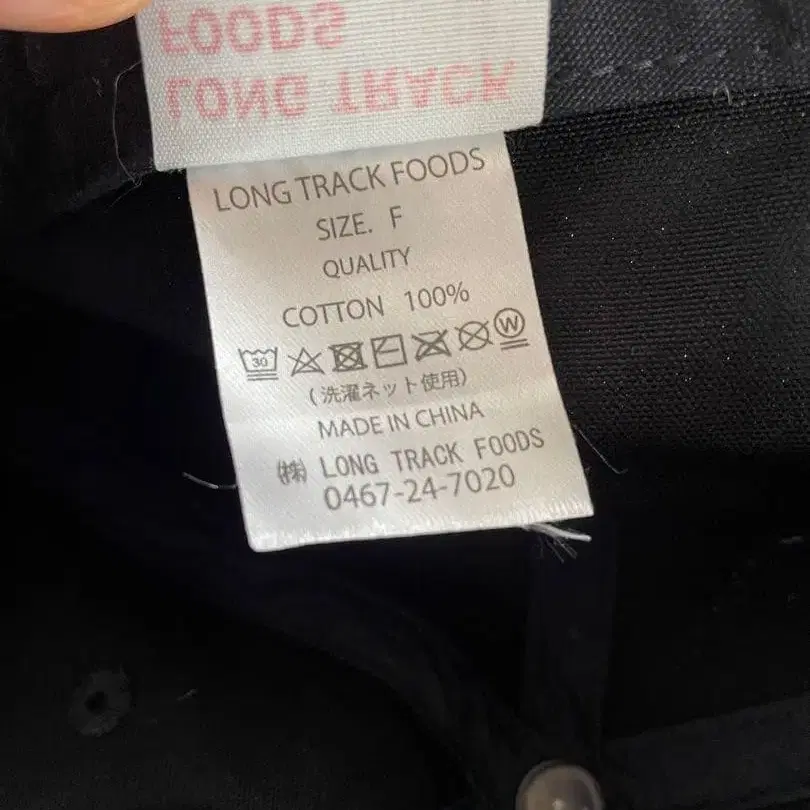 LONG TRACK
FOODS
LONG TRACK FOODS
SIZE. F
QUALITY
COTTON 100%
30 W
(洗濯ネット使用)
MADE IN CHINA
㈱ LONG TRACK FOODS
0467-24-7020